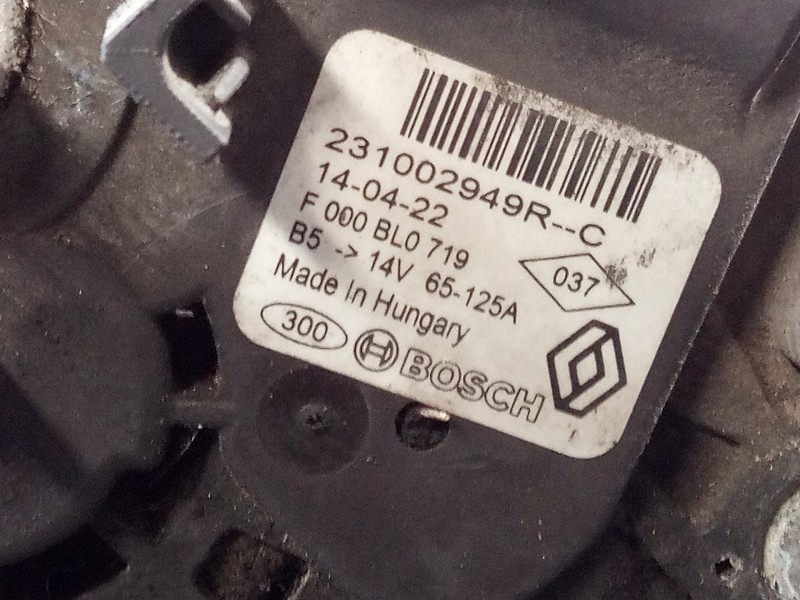 231002949R--C
14-04-22
F 000 BL0 719
B5 -> 14V 65-125A
037
Made In Hungary
300 BOSCH